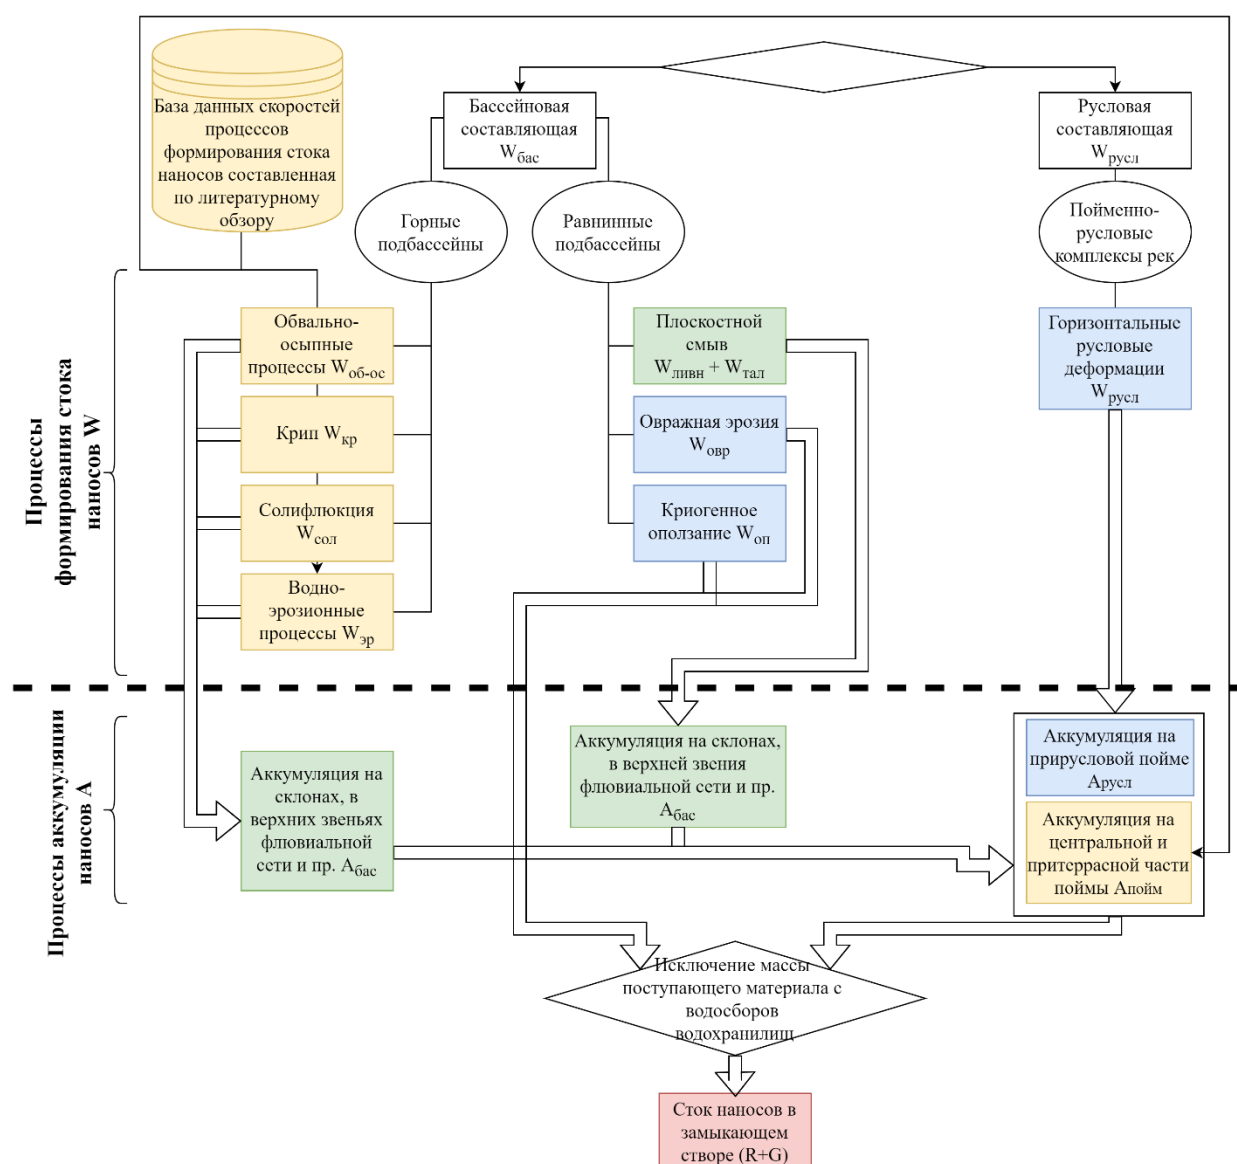 База данных скоростей
процессов
формирования стока
наносов составленная
по литературному
обзору
Бассейновая
составляющая
Wбас
Русловая
составляющая
Wрусл
Горные
подбассейны
Равнинные
подбассейны
Пойменно-
русловые
комплексы рек
Процессы
формирования стока
наносов W
Обвально-
осыпные
процессы Wоб-ос
Крип Wкр
Солифлюкция
Wсол
Водно-
эрозионные
процессы Wэр
Плоскостной
смыв
Wливн + Wтал
Овражная эрозия
Wовр
Криогенное
оползание Wоп
Горизонтальные
русловые
деформации
Wрусл
Процессы аккумуляции
наносов А
Аккумуляция на
склонах, в
верхних звеньях
флювиальной
сети и пр. Aбас
Аккумуляция на склонах,
в верхней звения
флювиальной сети и пр.
Aбас
Аккумуляция на
прирусловой пойме
Арусл
Аккумуляция на
центральной и
притеррасной части
поймы Апойм
Исключение массы
поступающего материала с
водосборов
водохранилищ
Сток наносов в
замыкающем
створе (R+G)